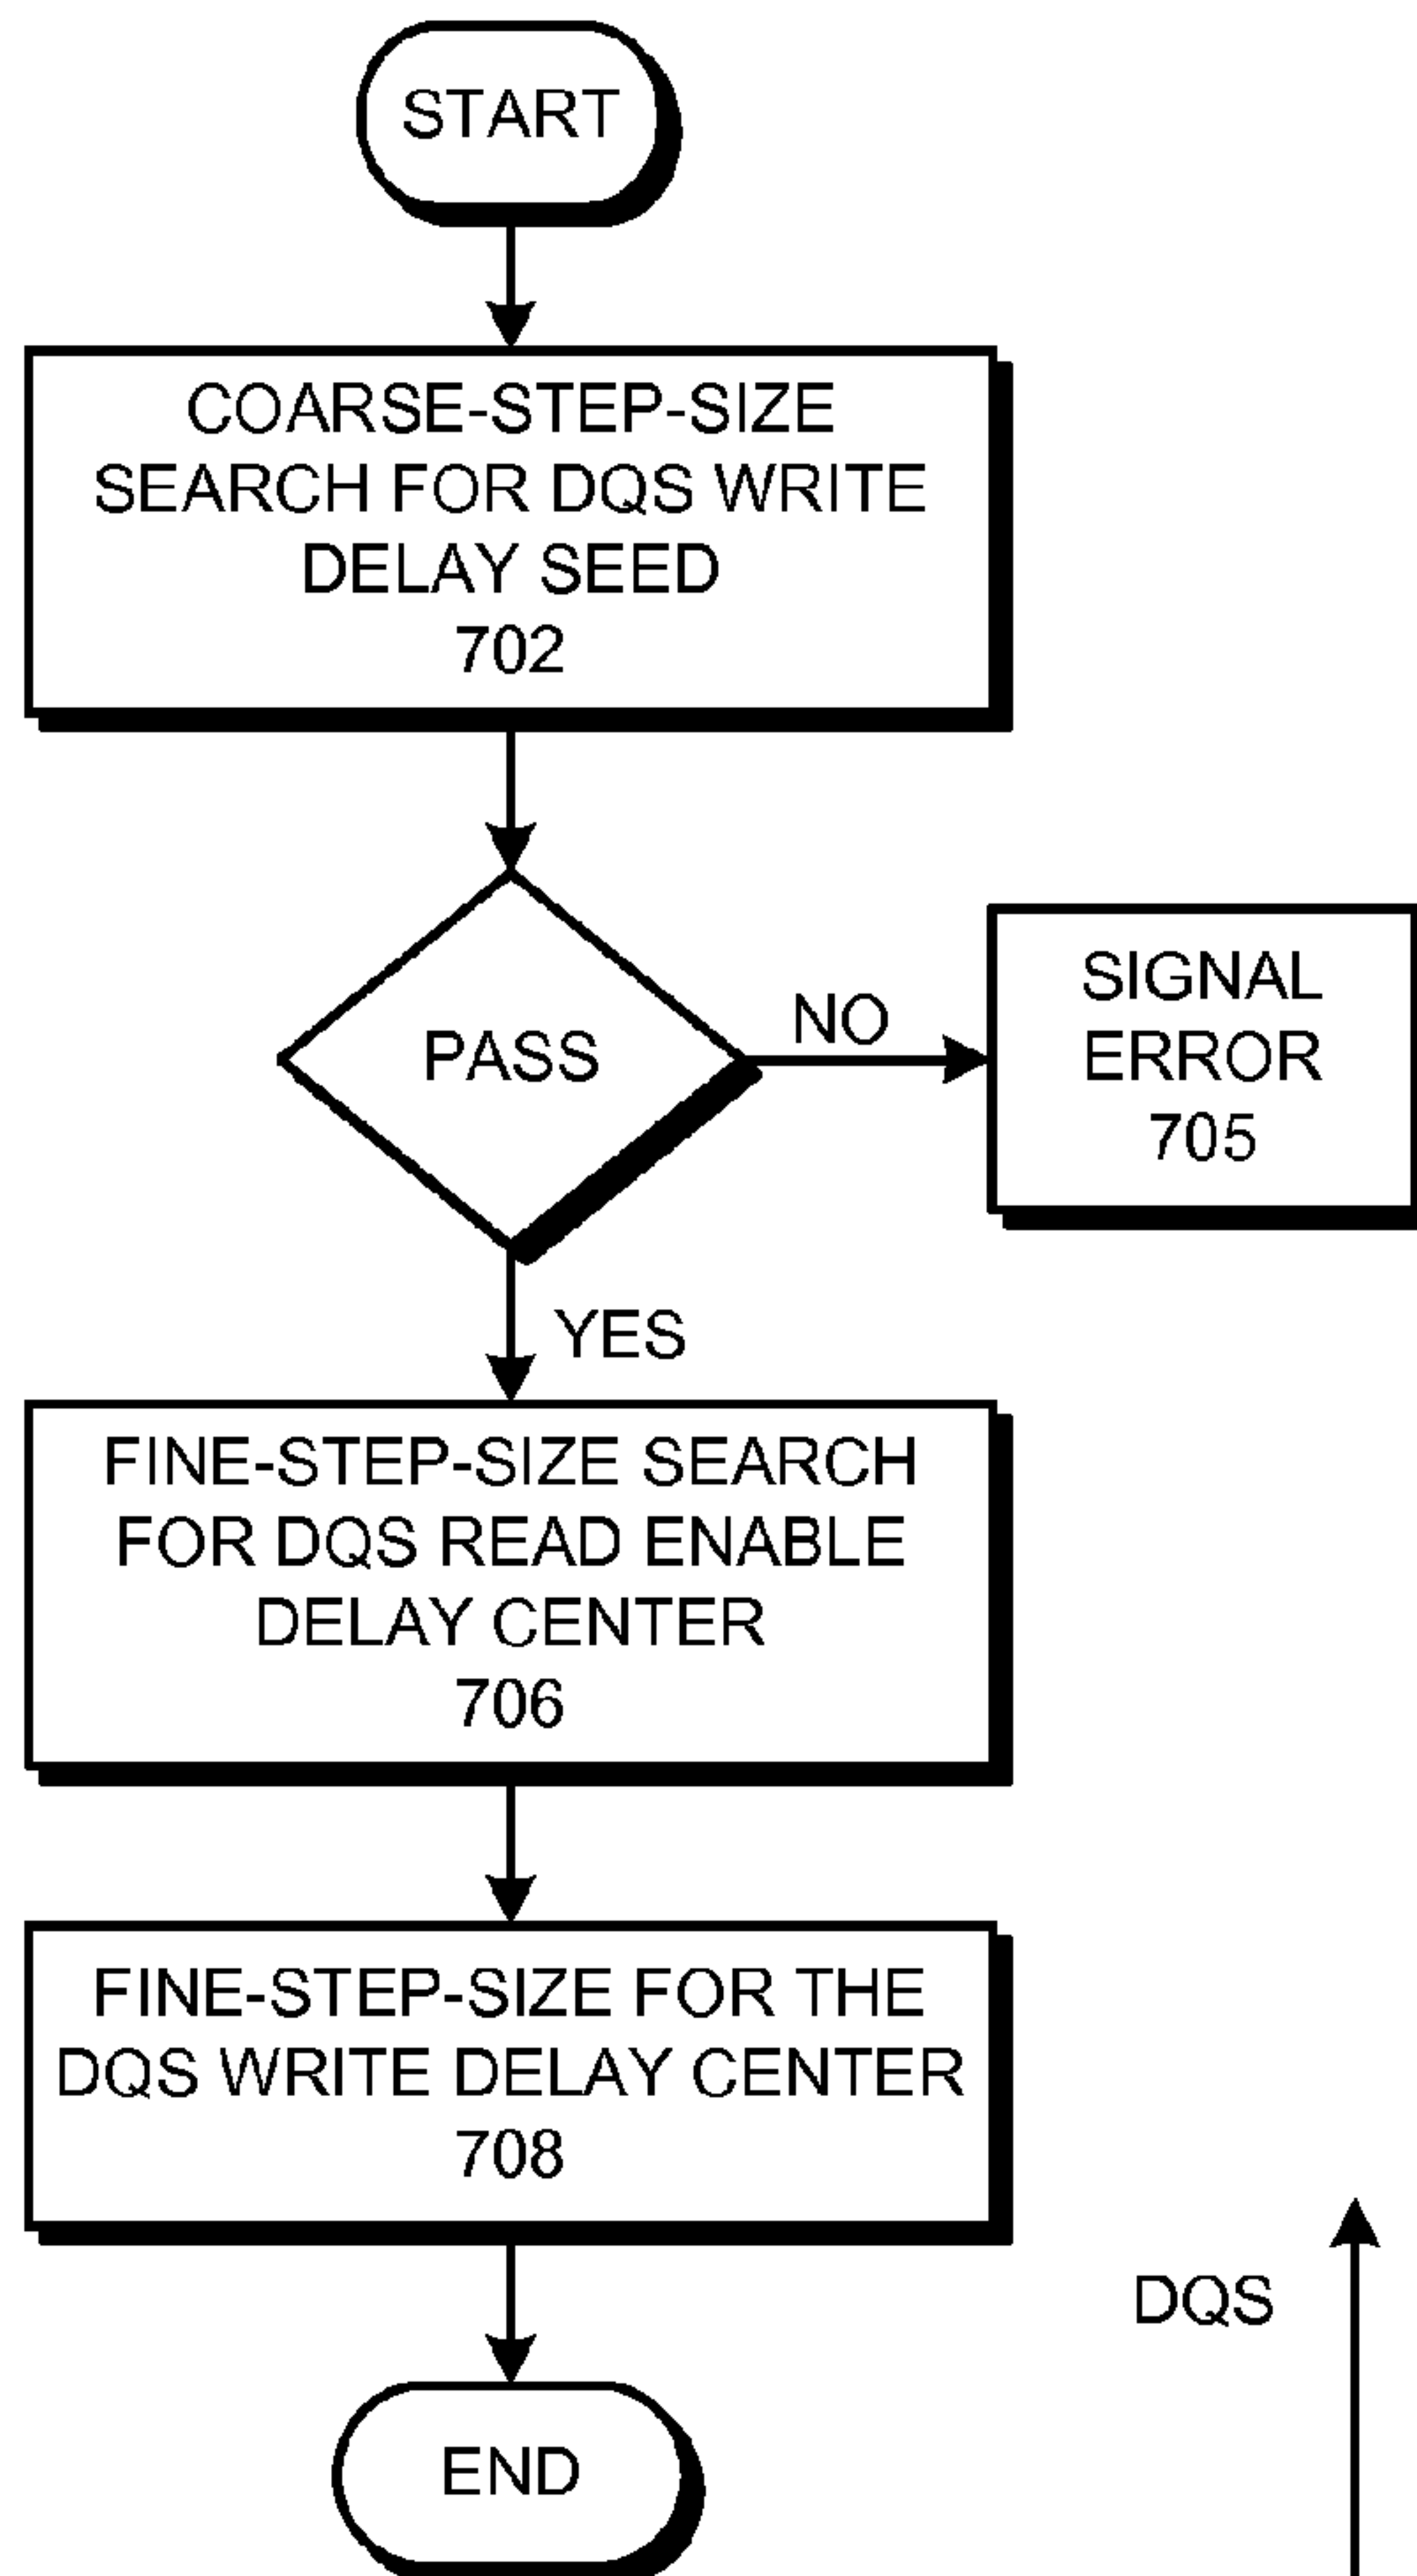 START
COARSE-STEP-SIZE
SEARCH FOR DQS WRITE
DELAY SEED
702
PASS
NO
SIGNAL
ERROR
705
YES
FINE-STEP-SIZE SEARCH
FOR DQS READ ENABLE
DELAY CENTER
706
FINE-STEP-SIZE FOR THE
DQS WRITE DELAY CENTER
708
DQS
END